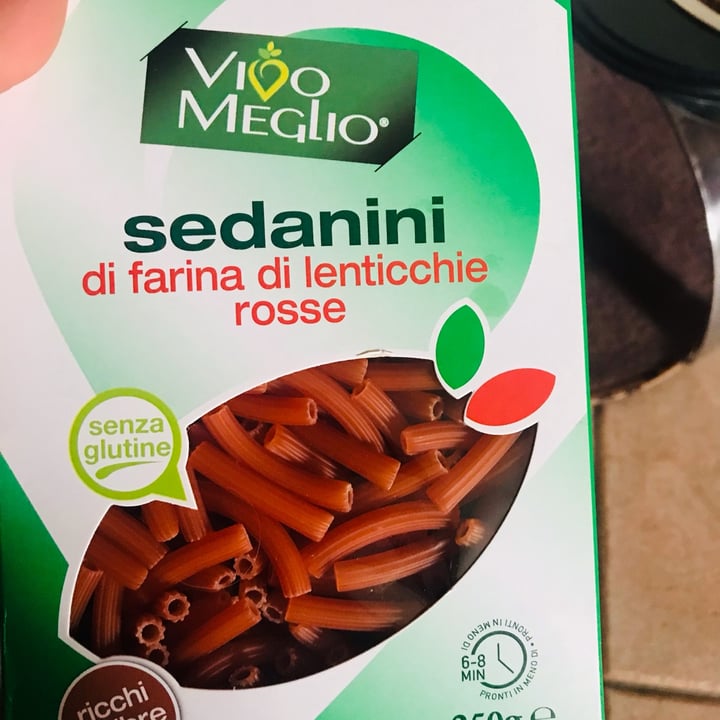 VIVO
MEGLIO®
sedanini
di farina di lenticchie
rosse
senza
glutine
6-8
MIN
PRONTI IN MENO DI • PRONTI IN MENO DI
ricchi
250g e